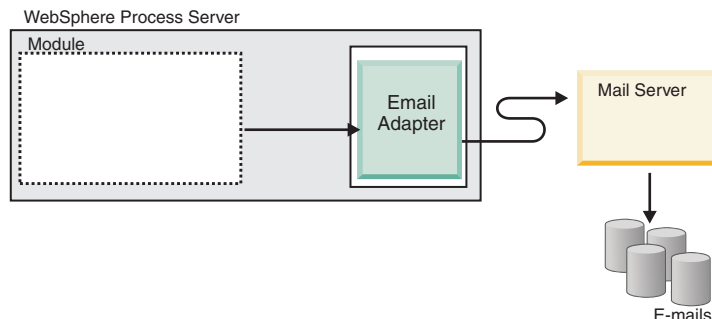 WebSphere Process Server
Module
Email
Adapter
Mail Server
E-mails